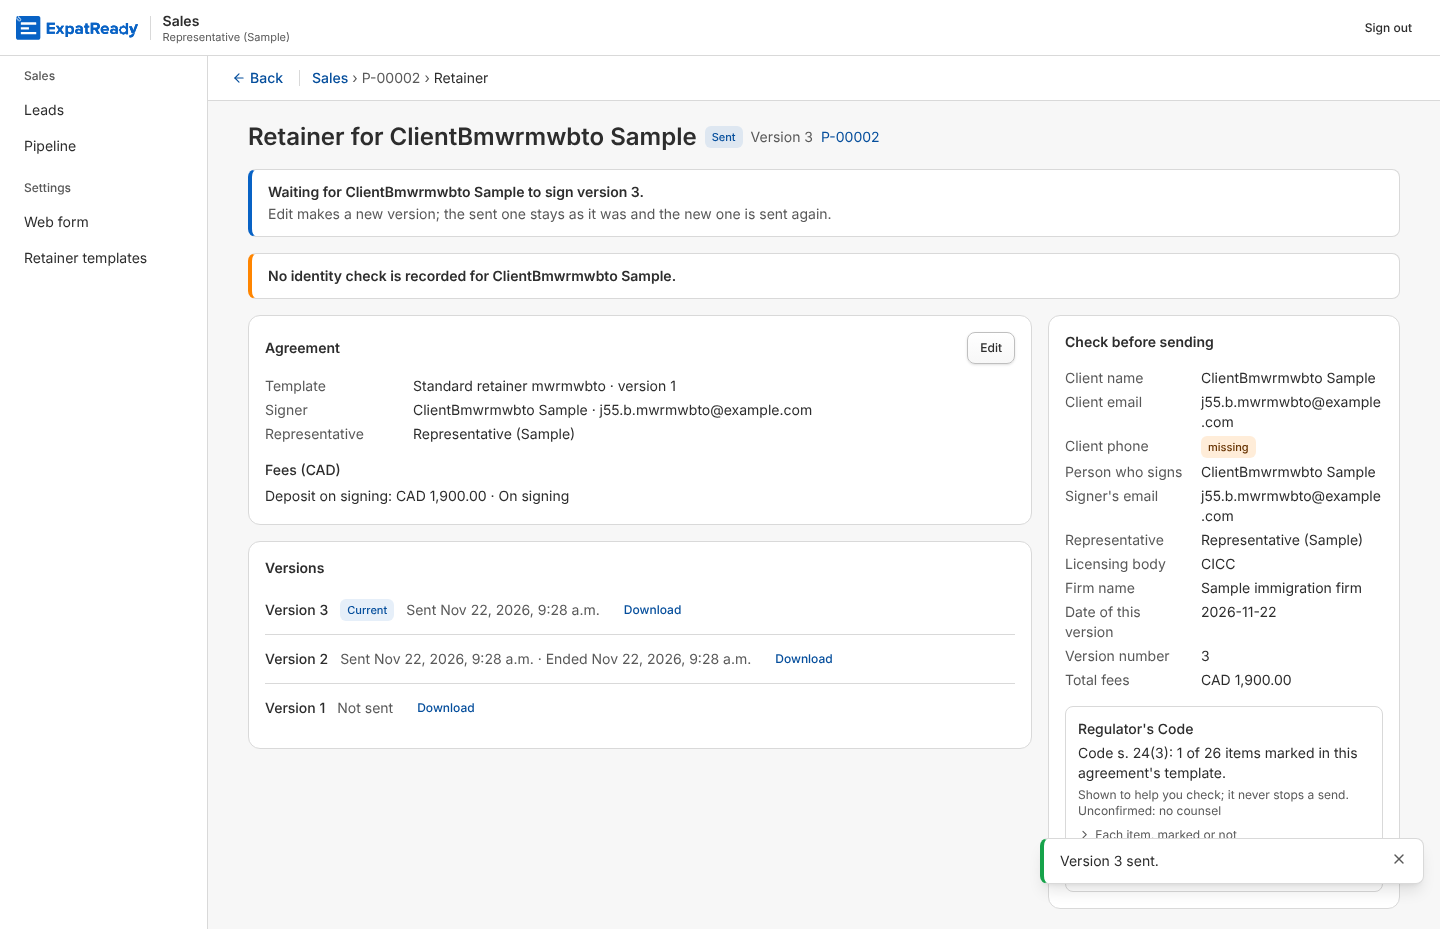 ExpatReady
Sales
Representative (Sample)
Sign out
Sales
Leads
Pipeline
Settings
Web form
Retainer templates
← Back
Sales › P-00002 › Retainer
Retainer for ClientBmwrmwbto Sample Sent Version 3 P-00002
Waiting for ClientBmwrmwbto Sample to sign version 3.
Edit makes a new version; the sent one stays as it was and the new one is sent again.
No identity check is recorded for ClientBmwrmwbto Sample.
Agreement
Edit
Template Standard retainer mwrmwbto · version 1
Signer ClientBmwrmwbto Sample · j55.b.mwrmwbto@example.com
Representative Representative (Sample)
Fees (CAD)
Deposit on signing: CAD 1,900.00 · On signing
Versions
Version 3 Current Sent Nov 22, 2026, 9:28 a.m. Download
Version 2 Sent Nov 22, 2026, 9:28 a.m. · Ended Nov 22, 2026, 9:28 a.m. Download
Version 1 Not sent Download
Check before sending
Client name ClientBmwrmwbto Sample
Client email j55.b.mwrmwbto@example
.com
Client phone missing
Person who signs ClientBmwrmwbto Sample
Signer's email j55.b.mwrmwbto@example
.com
Representative Representative (Sample)
Licensing body CICC
Firm name Sample immigration firm
Date of this 2026-11-22
version
Version number 3
Total fees CAD 1,900.00
Regulator's Code
Code s. 24(3): 1 of 26 items marked in this
agreement's template.
Shown to help you check; it never stops a send.
Unconfirmed: no counsel
Each item, marked or not
Version 3 sent.